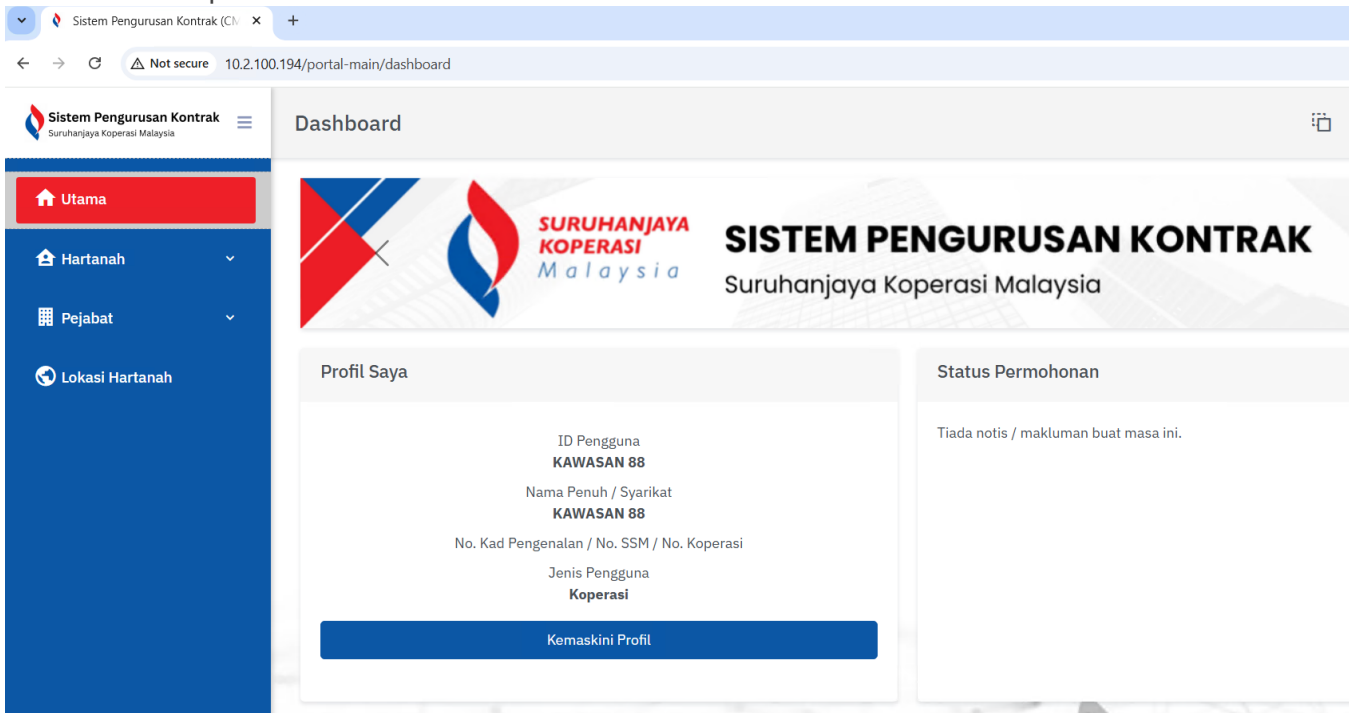 Sistem Pengurusan Kontrak (CM
Not secure 10.2.100.194/portal-main/dashboard
Sistem Pengurusan Kontrak
Suruhanjaya Koperasi Malaysia
Dashboard
Utama
Hartanah
Pejabat
Lokasi Hartanah
SURUHANJAYA
KOPERASI
Malaysia
SISTEM PENGURUSAN KONTRAK
Suruhanjaya Koperasi Malaysia
Profil Saya
ID Pengguna
KAWASAN 88
Nama Penuh / Syarikat
KAWASAN 88
No. Kad Pengenalan / No. SSM / No. Koperasi
Jenis Pengguna
Koperasi
Kemaskini Profil
Status Permohonan
Tiada notis / makluman buat masa ini.